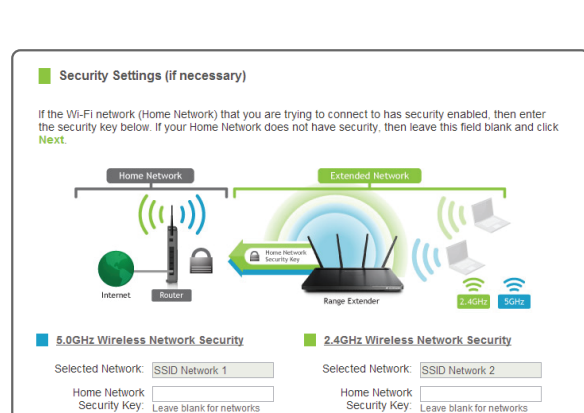 Security Settings (if necessary)
If the Wi-Fi network (Home Network) that you are trying to connect to has security enabled, then enter
the security key below. If your Home Network does not have security, then leave this field blank and click
Next.
Home Network
Extended Network
Home Network
Security Key
Internet
Router
Range Extender
2.4GHz
5GHz
5.0GHz Wireless Network Security
2.4GHz Wireless Network Security
Selected Network: SSID Network 1
Selected Network: SSID Network 2
Home Network
Security Key:
Leave blank for networks
Home Network
Security Key:
Leave blank for networks